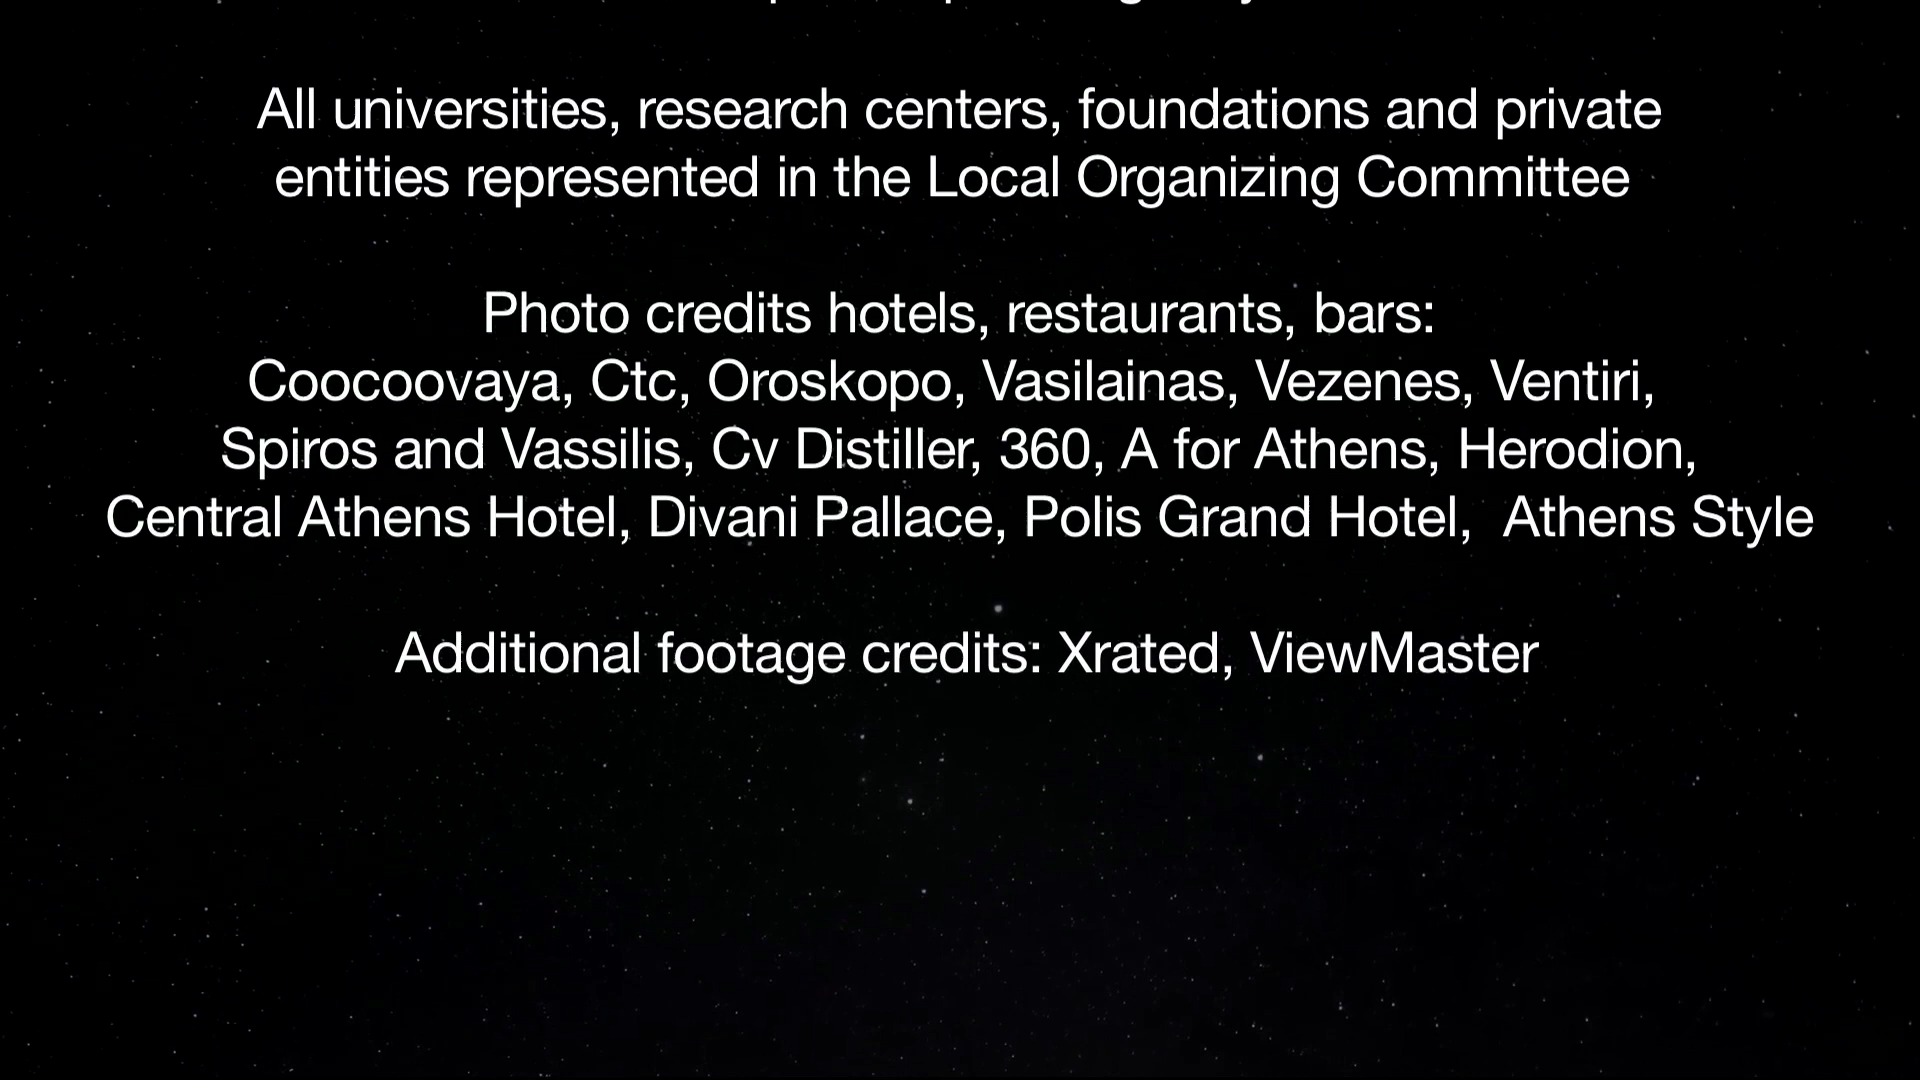 All universities, research centers, foundations and private
entities represented in the Local Organizing Committee
Photo credits hotels, restaurants, bars:
Coocoovaya, Ctc, Oroskopo, Vasilainas, Vezenes, Ventiri,
Spiros and Vassilis, Cv Distiller, 360, A for Athens, Herodion,
Central Athens Hotel, Divani Pallace, Polis Grand Hotel,  Athens Style
Additional footage credits: Xrated, ViewMaster